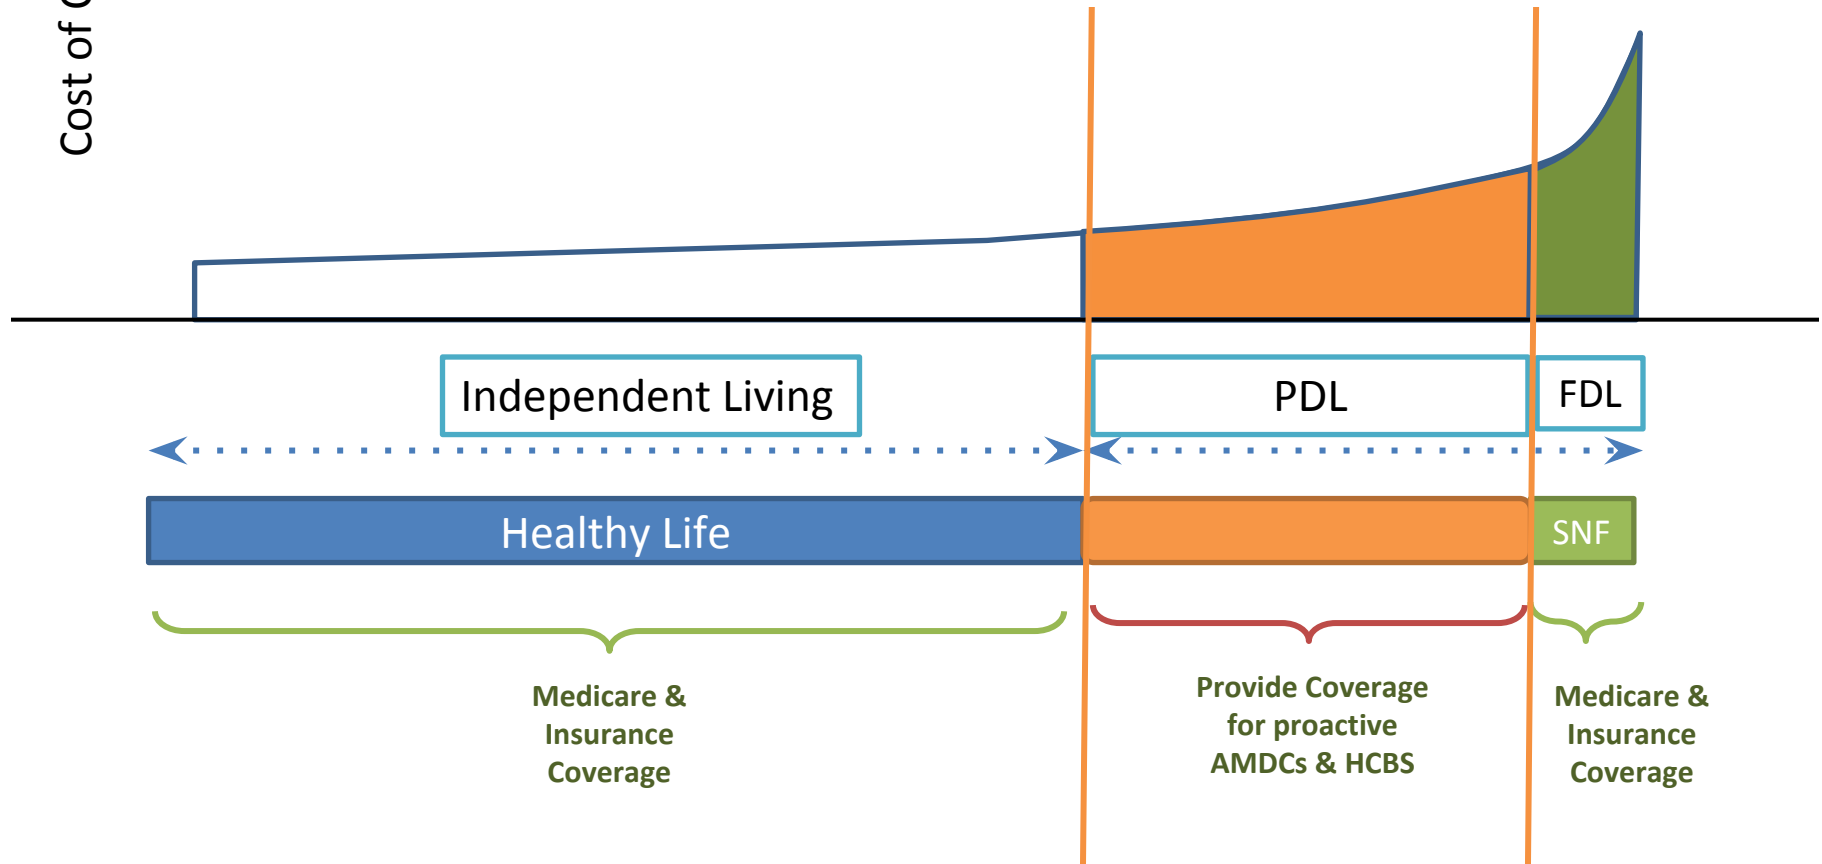 Cost of
Independent Living
PDL
FDL
Healthy Life
SNF
Medicare &
Insurance
Coverage
Provide Coverage
for proactive
AMDCs & HCBS
Medicare &
Insurance
Coverage